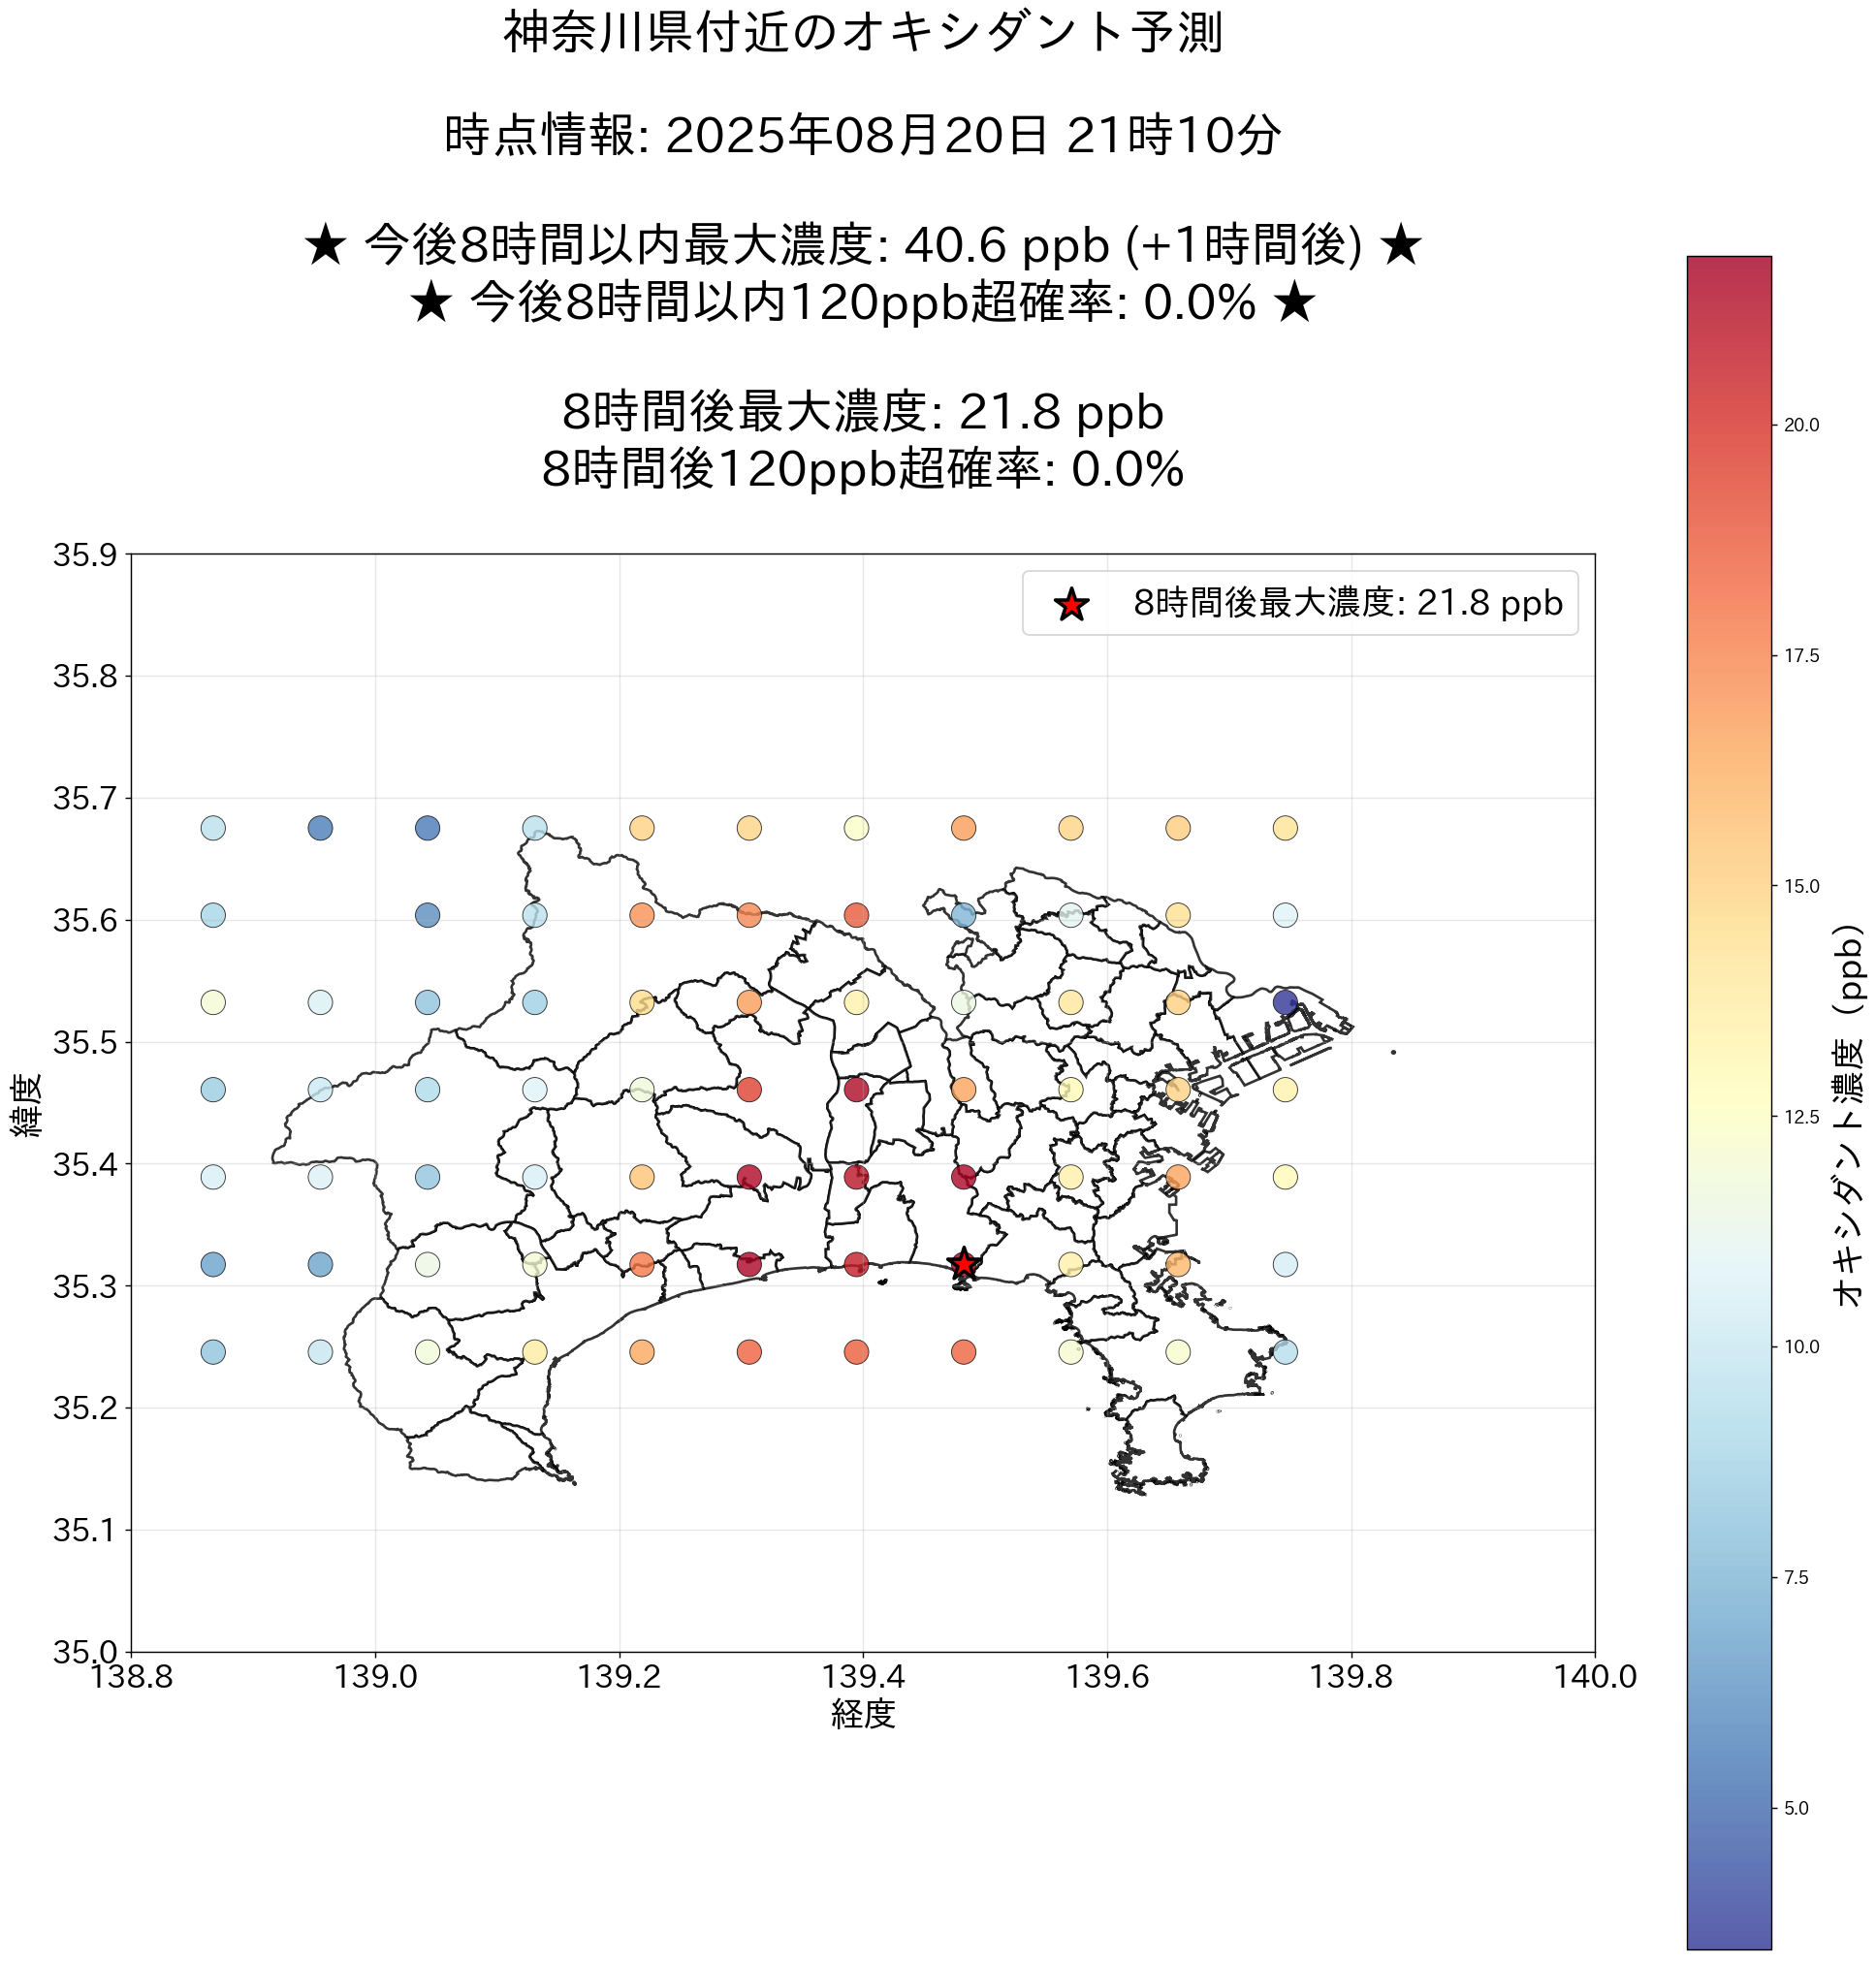 神奈川県付近のオキシダント予測
時点情報: 2025年08月20日 21時10分
★ 今後8時間以内最大濃度: 40.6 ppb (+1時間後) ★
★ 今後8時間以内120ppb超確率: 0.0% ★
8時間後最大濃度: 21.8 ppb
8時間後120ppb超確率: 0.0%
8時間後最大濃度: 21.8 ppb
35.9
35.8
35.7
35.6
35.5
35.4
35.3
35.2
35.1
35.0
緯度
138.8 139.0 139.2 139.4 139.6 139.8 140.0
経度
20.0
17.5
15.0
12.5
10.0
7.5
5.0
オキシダント濃度 (ppb)